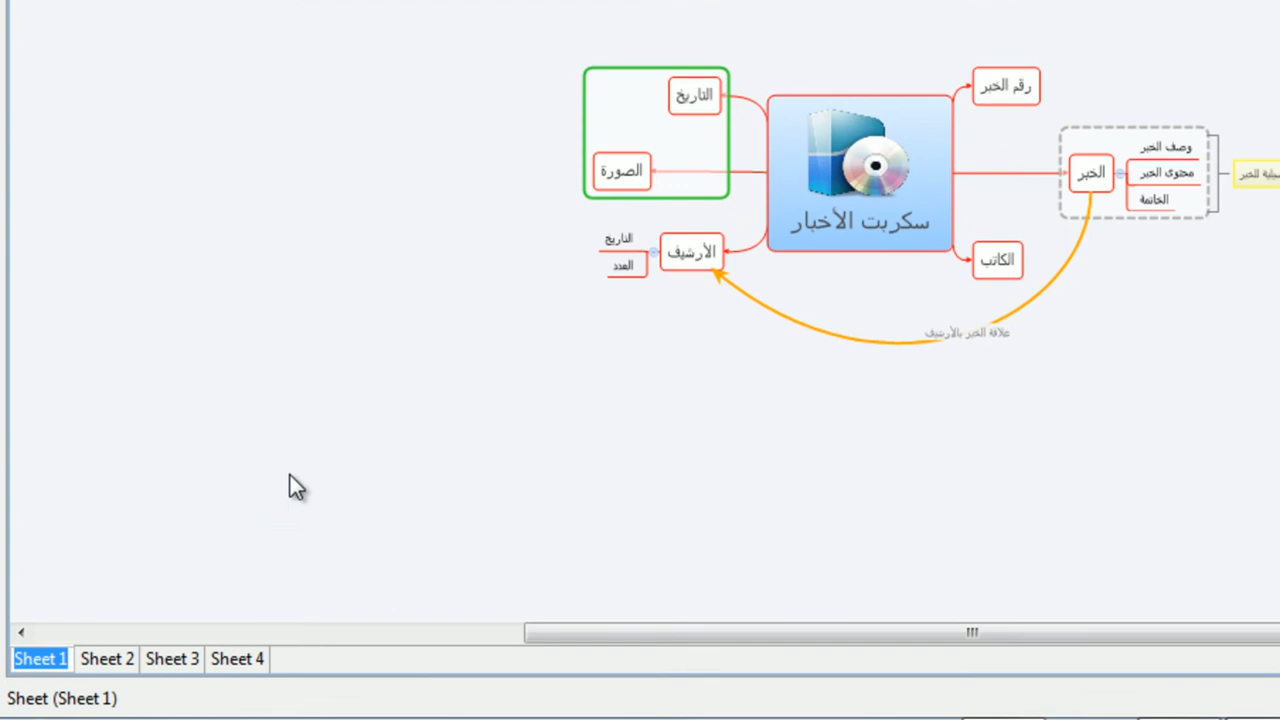 التاريخ
رقم الخبر
وصف الخبر
الصورة
الخبر
محتوى الخبر
للخبر
الخاتمة
سكربت الأخبار
التاريخ
الأرشيف
العدد
الكاتب
علاقة الخبر بالأرشيف
Sheet 1
Sheet 2
Sheet 3
Sheet 4
Sheet (Sheet 1)